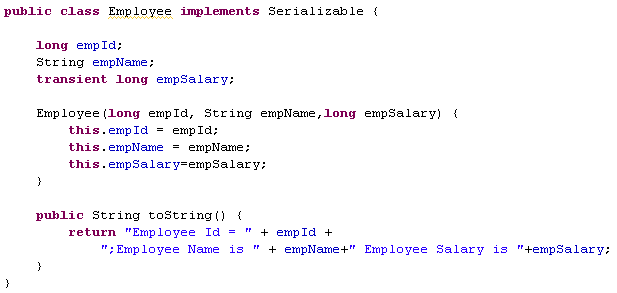 public class Employee implements Serializable {
long empId;
String empName;
transient long empSalary;
Employee(long empId, String empName,long empSalary) {
this.empId = empId;
this.empName = empName;
this.empSalary=empSalary;
}
public String toString() {
return "Employee Id = " + empId +
";Employee Name is " + empName+" Employee Salary is "+empSalary;
}
}